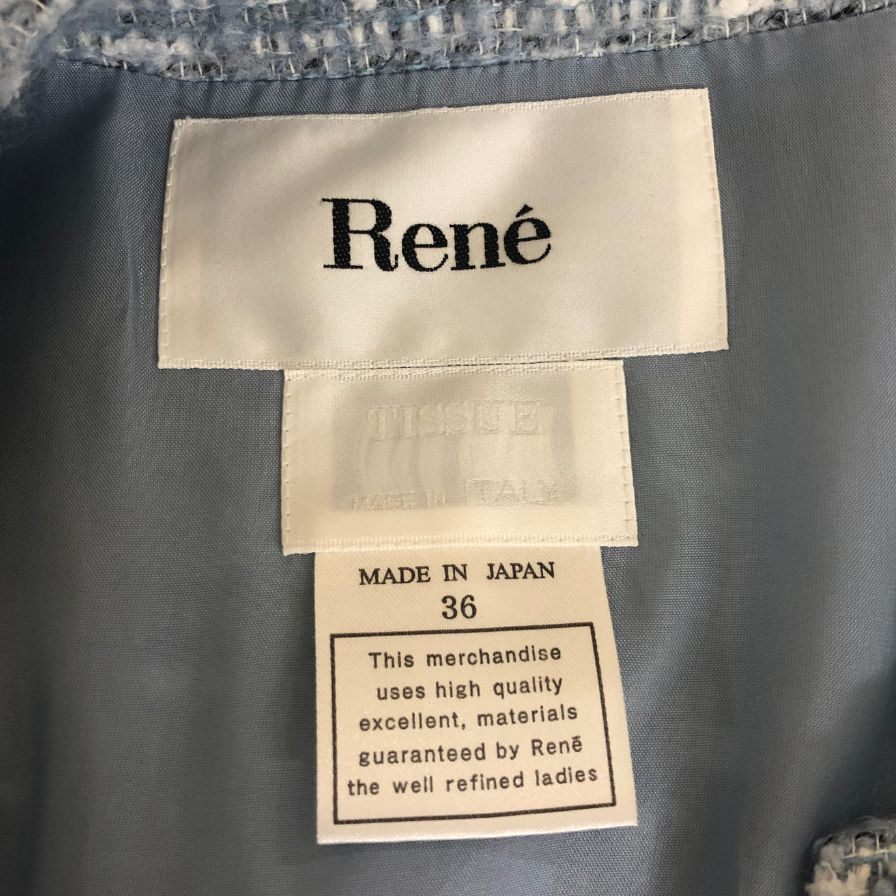 René
TISSUE
MADE IN ITALY
MADE IN JAPAN
36
This merchandise
uses high quality
excellent, materials
guaranteed by René
the well refined ladies